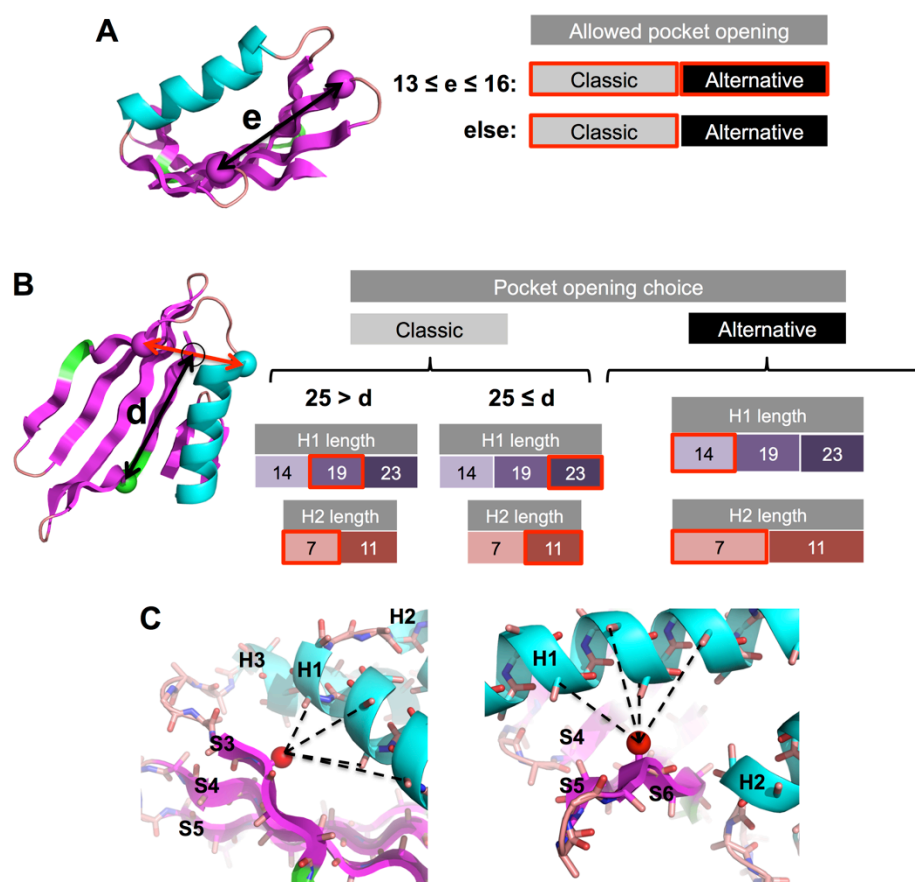 A
e
Allowed pocket opening
13 ≤ e ≤ 16:
Classic
Alternative
else:
Classic
Alternative
B
d
Pocket opening choice
Classic
Alternative
25 > d
25 ≤ d
H1 length
14 19 23
H2 length
7 11
H1 length
14 19 23
H2 length
7 11
H1 length
14 19 23
H2 length
7 11
C
H2
H3
H1
S3
S4
S5
H1
S4
S5
S6
H2